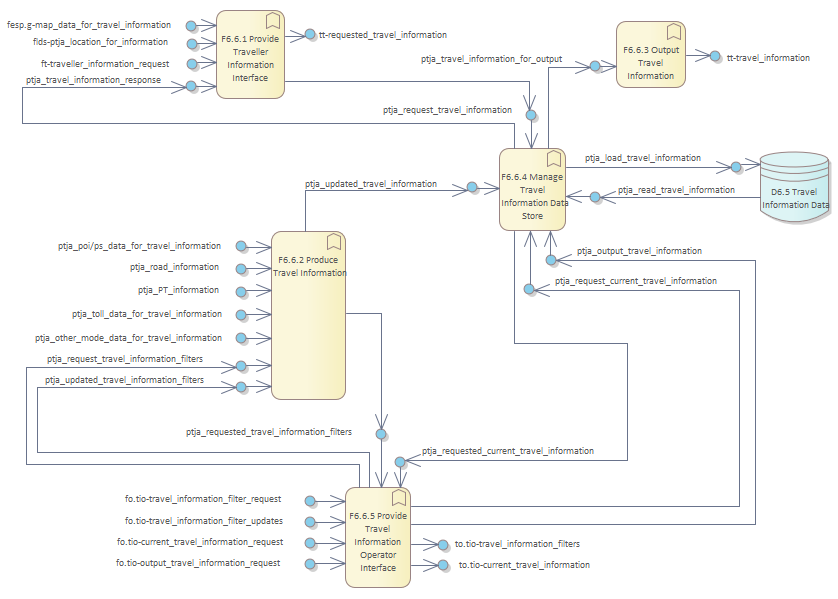 fesp.g-map_data_for_travel_information
flds-ptja_location_for_information
ft-traveller_information_request
ptja_travel_information_response
F6.6.1 Provide
Traveller
Information
Interface
tt-requested_travel_information
ptja_travel_information_for_output
F6.6.3 Output
Travel
Information
tt-travel_information
ptja_request_travel_information
ptja_updated_travel_information
F6.6.4 Manage
Travel
Information Data
Store
ptja_load_travel_information
ptja_read_travel_information
D6.5 Travel
Information Data
ptja_poi/ps_data_for_travel_information
ptja_road_information
ptja_PT_information
ptja_toll_data_for_travel_information
ptja_other_mode_data_for_travel_information
ptja_request_travel_information_filters
ptja_updated_travel_information_filters
F6.6.2 Produce
Travel Information
ptja_output_travel_information
ptja_request_current_travel_information
ptja_requested_travel_information_filters
ptja_requested_current_travel_information
fo.tio-travel_information_filter_request
fo.tio-travel_information_filter_updates
fo.tio-current_travel_information_request
fo.tio-output_travel_information_request
F6.6.5 Provide
Travel
Information
Operator
Interface
to.tio-travel_information_filters
to.tio-current_travel_information